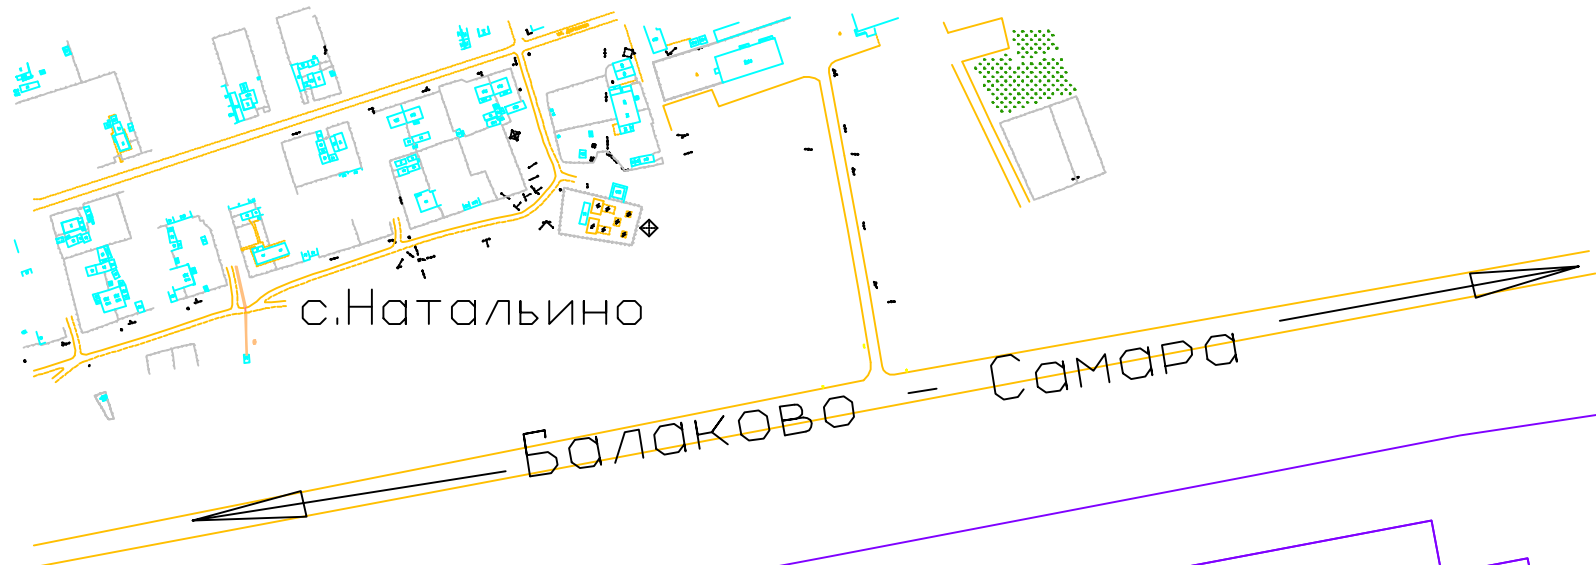 с.Натальино
Балаково – Самара